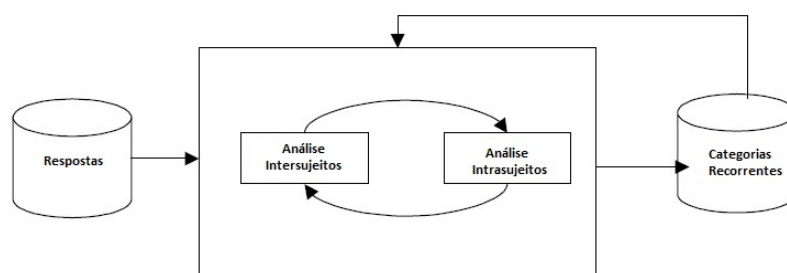 Respostas
Análise
Intersujeitos
Análise
Intrasujeitos
Categorias
Recorrentes